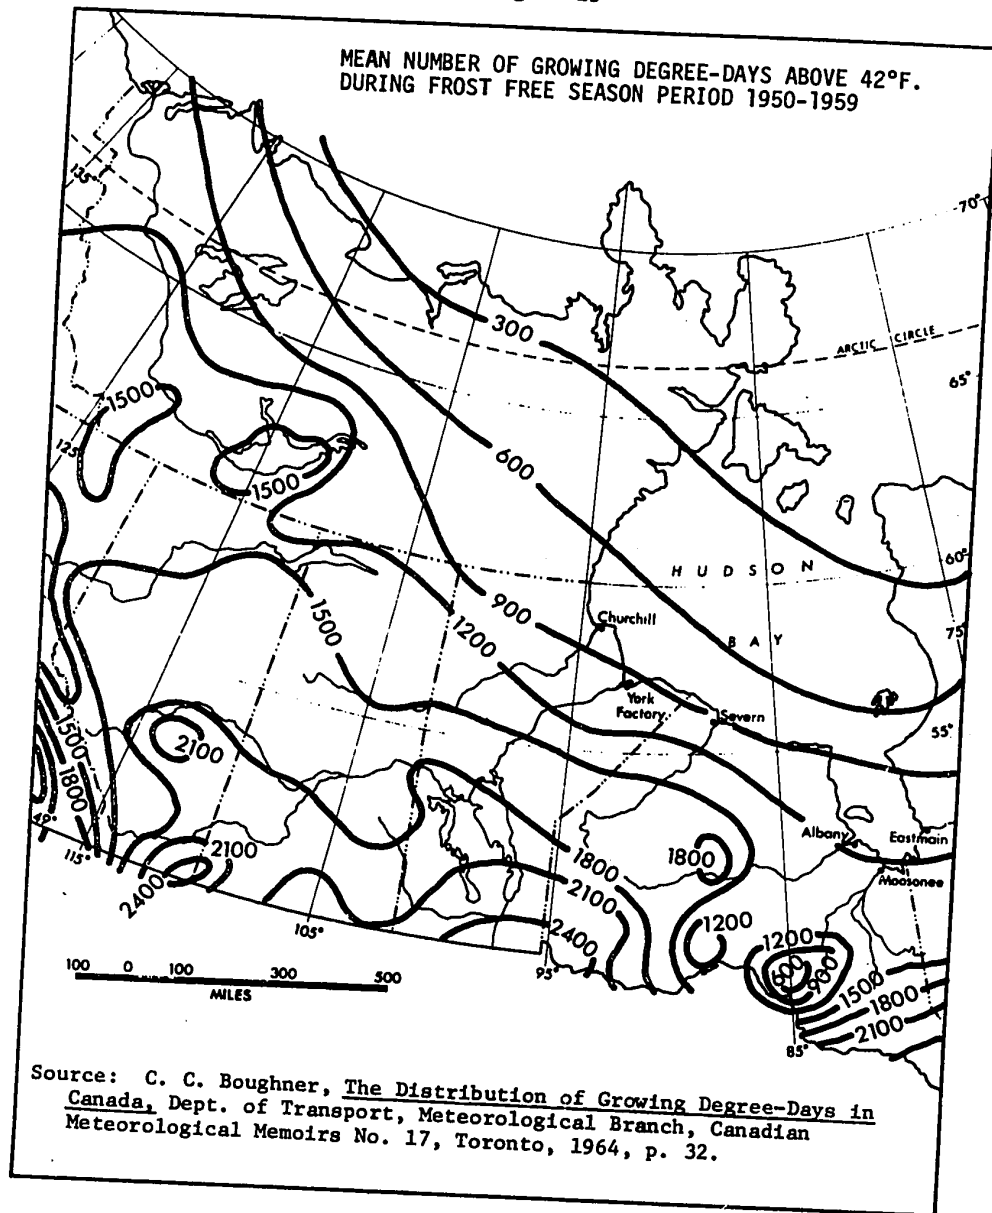 MEAN NUMBER OF GROWING DEGREE-DAYS ABOVE 42°F.
DURING FROST FREE SEASON PERIOD 1950-1959
135°
70°
ARCTIC CIRCLE
300
65°
1500
125°
600
1500
HUDSON
60°
900
1500
1200
Churchill
BAY
75°
York
Factory
Severn
55°
1500
2100
1800
49°
115°
Albany
Eastmain
2100
1800
1800
Moosonee
2400
2100
1200
105°
2400
1200
95°
600
900
1500
1800
2100
85°
100 0 100 300 500
MILES
Source: C. C. Boughner, The Distribution of Growing Degree-Days in
Canada, Dept. of Transport, Meteorological Branch, Canadian
Meteorological Memoirs No. 17, Toronto, 1964, p. 32.